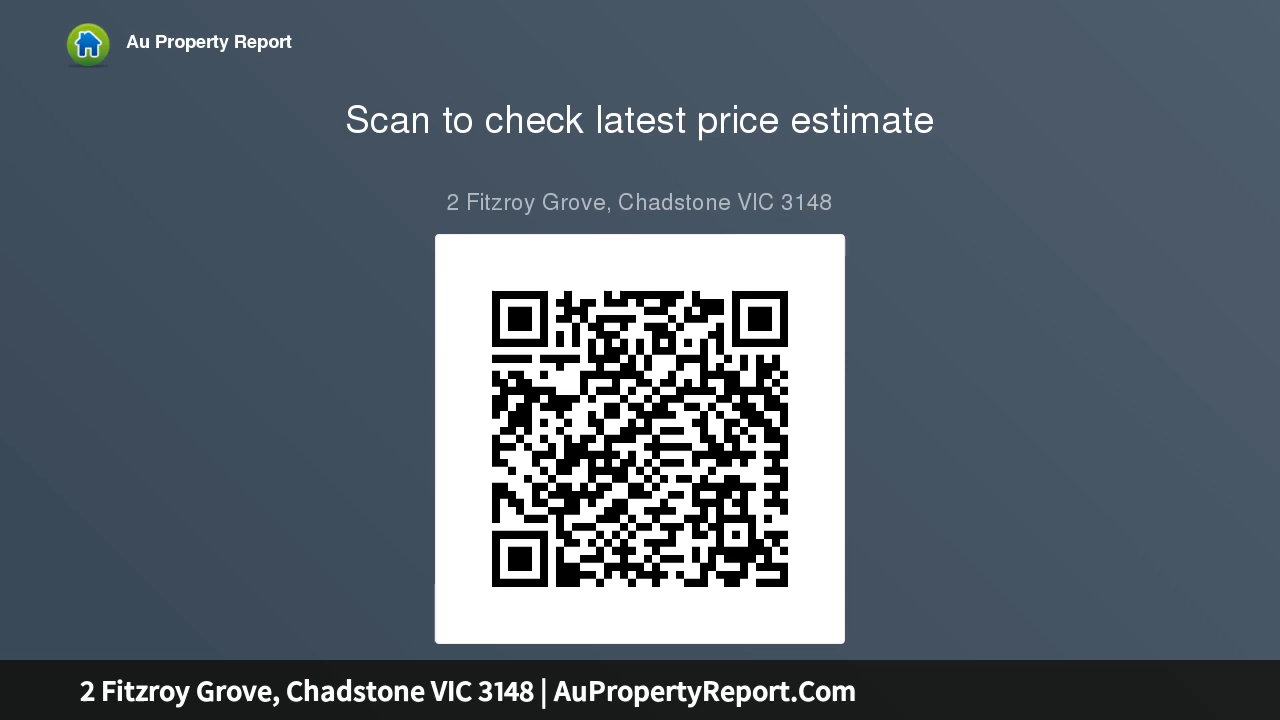 Au Property Report
Scan to check latest price estimate
2 Fitzroy Grove, Chadstone VIC 3148
2 Fitzroy Grove, Chadstone VIC 3148 | AuPropertyReport.Com